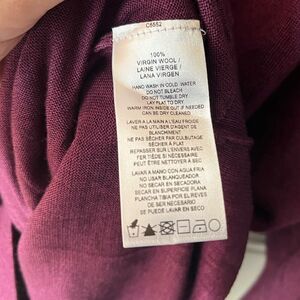 C6552
100%
VIRGIN WOOL /
LAINE VIERGE /
LANA VIRGEN
HAND WASH IN COLD WATER
DO NOT BLEACH
DO NOT TUMBLE DRY
LAY FLAT TO DRY
WARM IRON INSIDE OUT IF NEEDED
CAN BE DRY CLEANED
LAVER A LA MAIN A L'EAU FROIDE
NE PAS UTILISER D'AGENT DE
BLANCHIMENT
NE PAS SÉCHER PAR CULBUTAGE
SÉCHER À PLAT
REPASSER SUR L'ENVERS AVEC
FER TIÈDE SI NÉCESSAIRE
PEUT ÊTRE NETTOYÉ EN SEC
LAVAR A MANO CON AGUA FRIA
NO USAR BLANQUEADOR
NO SECAR EN SECADORA
SECAR EN SUPERFICIE PLANA
PLANCHA TIBIA POR EL REVES
DE SER NECESARIO
SE PUEDE LAVAR EN SECO